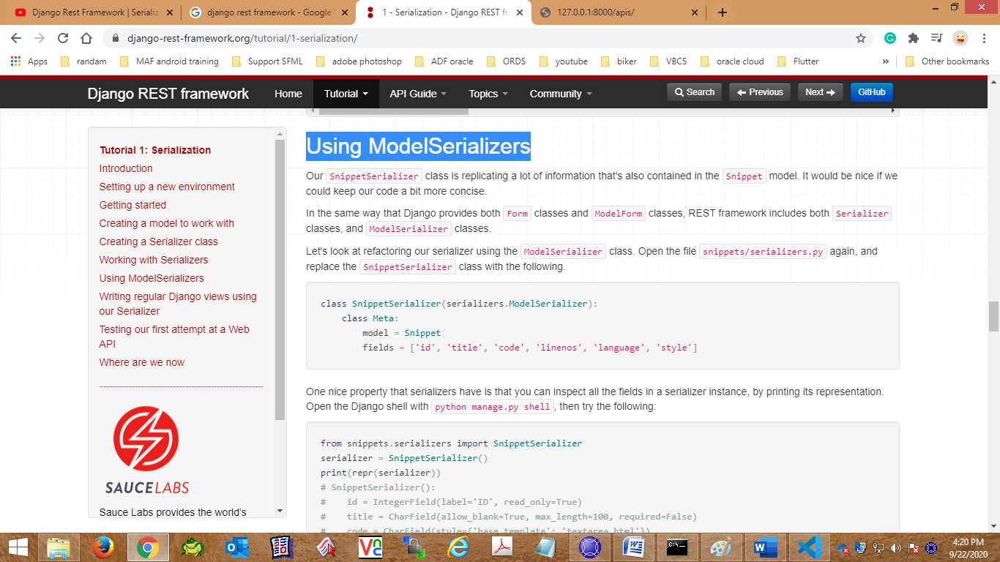 Django Rest Framework | Serializ
django rest framework - Google
1 - Serialization - Django REST fr
127.0.0.1:8000/apis/
django-rest-framework.org/tutorial/1-serialization/
Apps
randam
MAF android training
Support SFML
adobe photoshop
ADF oracle
ORDS
youtube
biker
VBCS
oracle cloud
Flutter
»
Other bookmarks
Django REST framework
Home
Tutorial
API Guide
Topics
Community
Search
Previous
Next
GitHub
Tutorial 1: Serialization
Introduction
Setting up a new environment
Getting started
Creating a model to work with
Creating a Serializer class
Working with Serializers
Using ModelSerializers
Writing regular Django views using
our Serializer
Testing our first attempt at a Web
API
Where are we now
SAUCELABS
Sauce Labs provides the world's
Using ModelSerializers
Our SnippetSerializer class is replicating a lot of information that's also contained in the Snippet model. It would be nice if we
could keep our code a bit more concise.
In the same way that Django provides both Form classes and ModelForm classes, REST framework includes both Serializer
classes, and ModelSerializer classes.
Let's look at refactoring our serializer using the ModelSerializer class. Open the file snippets/serializers.py again, and
replace the SnippetSerializer class with the following.
class SnippetSerializer(serializers.ModelSerializer):
    class Meta:
        model = Snippet
        fields = ['id', 'title', 'code', 'linenos', 'language', 'style']
One nice property that serializers have is that you can inspect all the fields in a serializer instance, by printing its representation.
Open the Django shell with python manage.py shell, then try the following:
from snippets.serializers import SnippetSerializer
serializer = SnippetSerializer()
print(repr(serializer))
# SnippetSerializer():
#    id = IntegerField(label='ID', read_only=True)
#    title = CharField(allow_blank=True, max_length=100, required=False)
#    code = CharField(style={'base_template': 'textarea.html'})
4:20 PM
9/22/2020